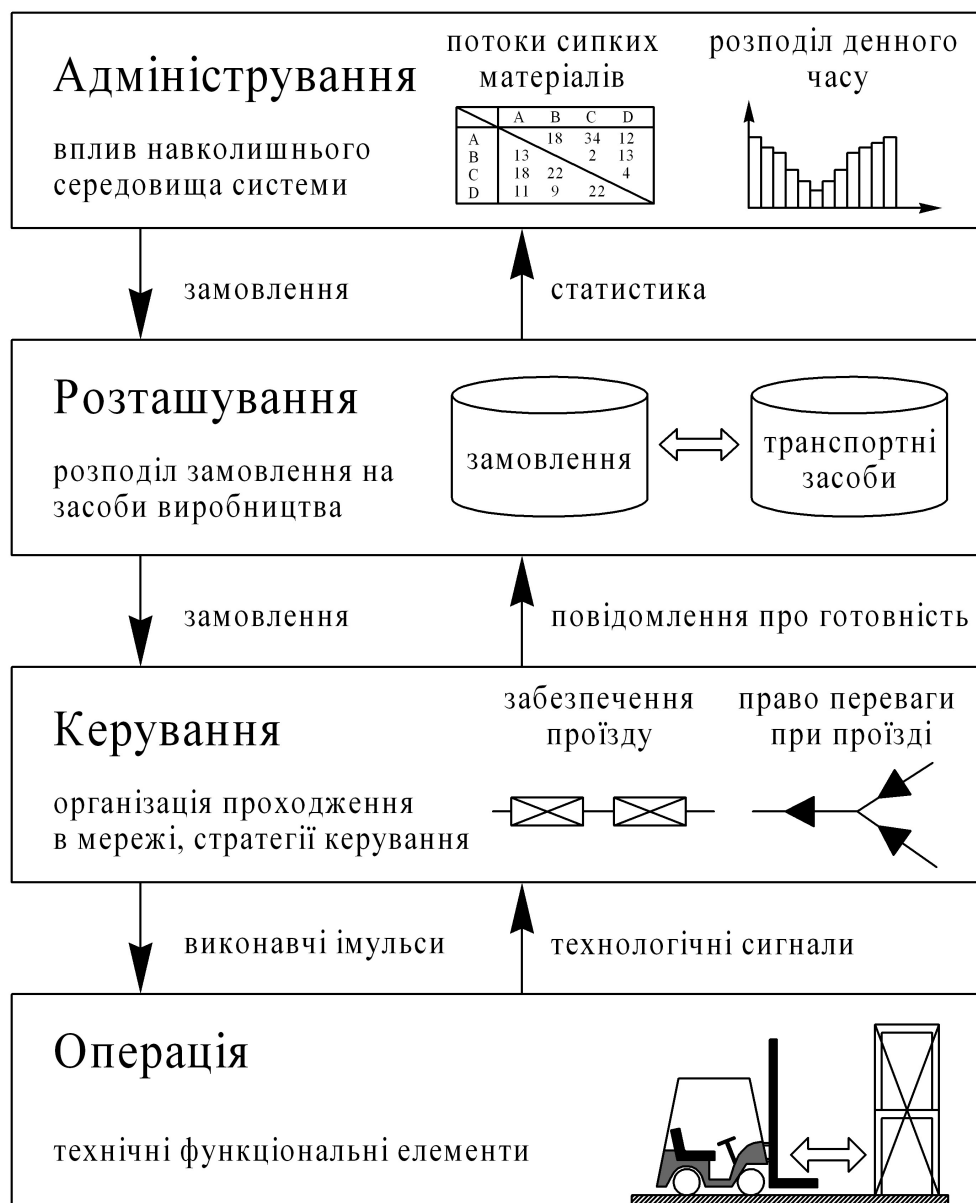 Адміністрування
вплив навколишнього
середовища системи
потоки сипких
матеріалів
A B C D
A 18 34 12
B 13 2 13
C 18 22 4
D 11 9 22
розподіл денного
часу
замовлення
статистика
Розташування
розподіл замовлення на
засоби виробництва
замовлення
транспортні
засоби
замовлення
повідомлення про готовність
Керування
організація проходження
в мережі, стратегії керування
забезпечення
проїзду
право переваги
при проїзді
виконавчі імульси
технологічні сигнали
Операція
технічні функціональні елементи